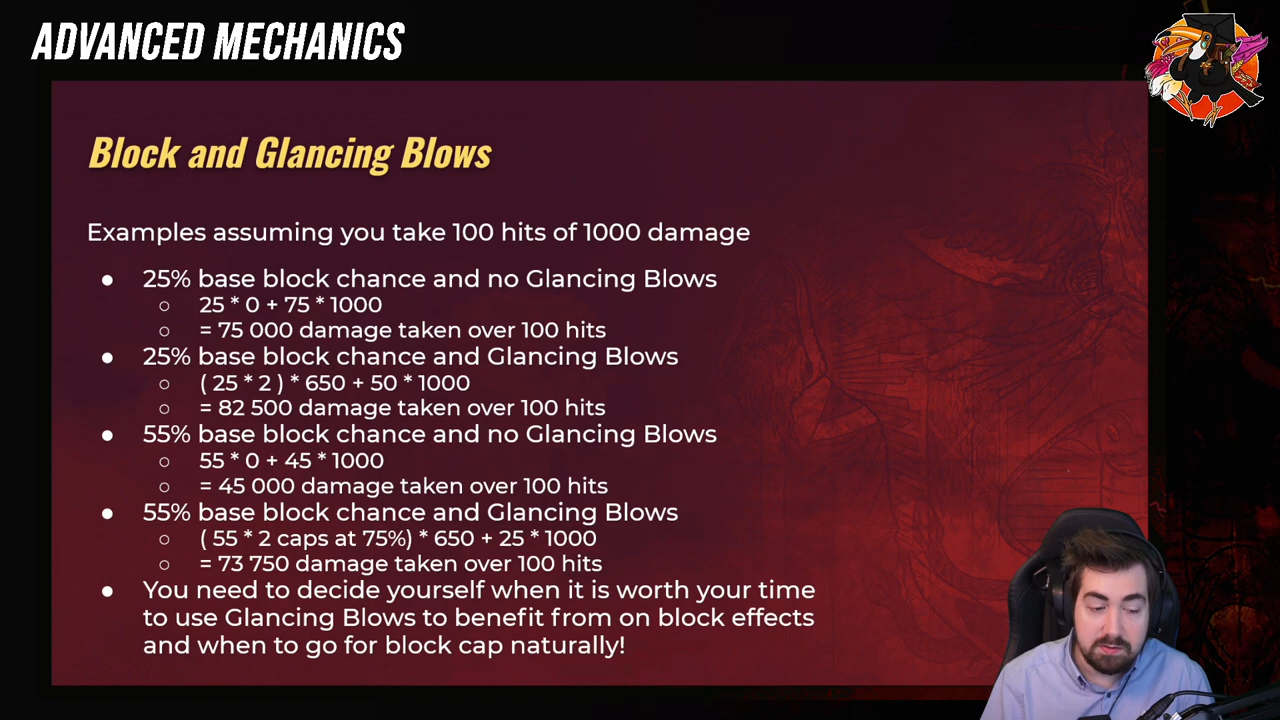 ADVANCED MECHANICS
Block and Glancing Blows
Examples assuming you take 100 hits of 1000 damage
● 25% base block chance and no Glancing Blows
○ 25 * 0 + 75 * 1000
○ = 75 000 damage taken over 100 hits
● 25% base block chance and Glancing Blows
○ ( 25 * 2 ) * 650 + 50 * 1000
○ = 82 500 damage taken over 100 hits
● 55% base block chance and no Glancing Blows
○ 55 * 0 + 45 * 1000
○ = 45 000 damage taken over 100 hits
● 55% base block chance and Glancing Blows
○ ( 55 * 2 caps at 75%) * 650 + 25 * 1000
○ = 73 750 damage taken over 100 hits
● You need to decide yourself when it is worth your time
to use Glancing Blows to benefit from on block effects
and when to go for block cap naturally!